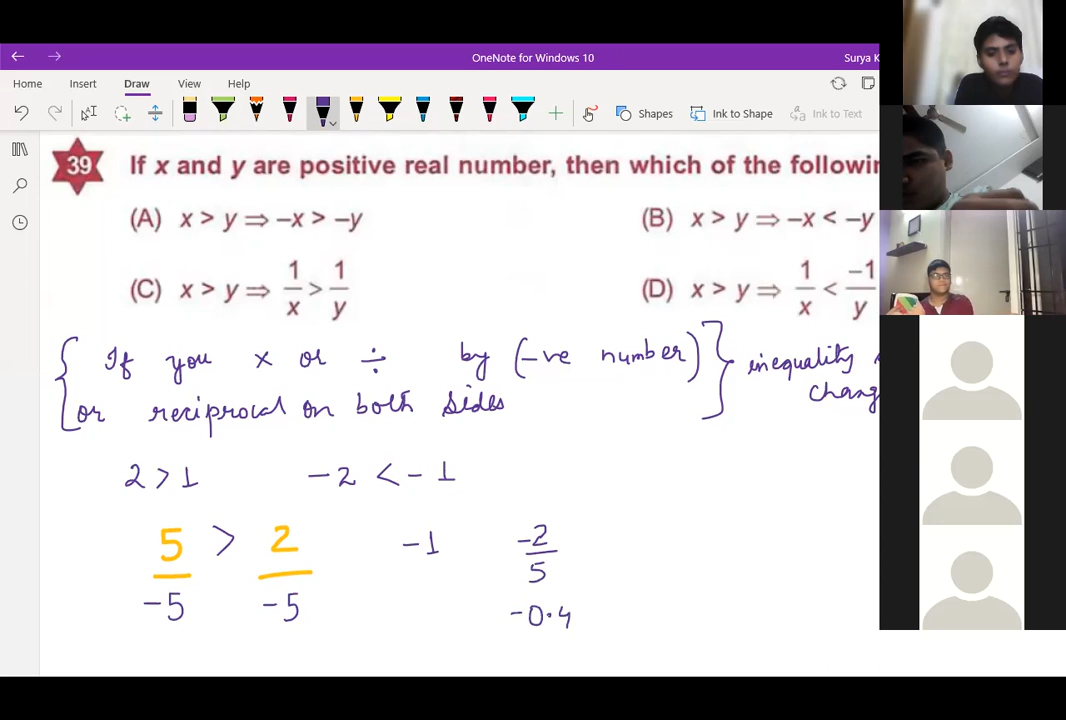 OneNote for Windows 10
Surya K
Home Insert Draw View Help
Shapes Ink to Shape Ink to Text
39 If x and y are positive real number, then which of the followin
(A) x > y ⇒ –x > –y
(B) x > y ⇒ –x < –y
(C) x > y ⇒ 1/x > 1/y
(D) x > y ⇒ 1/x < –1/y
{ If you × or ÷ by (-ve number)
or reciprocal on both sides }
inequality
chang
2 > 1 -2 < -1
5/-5 > 2/-5 -1 -2/5
-0.4